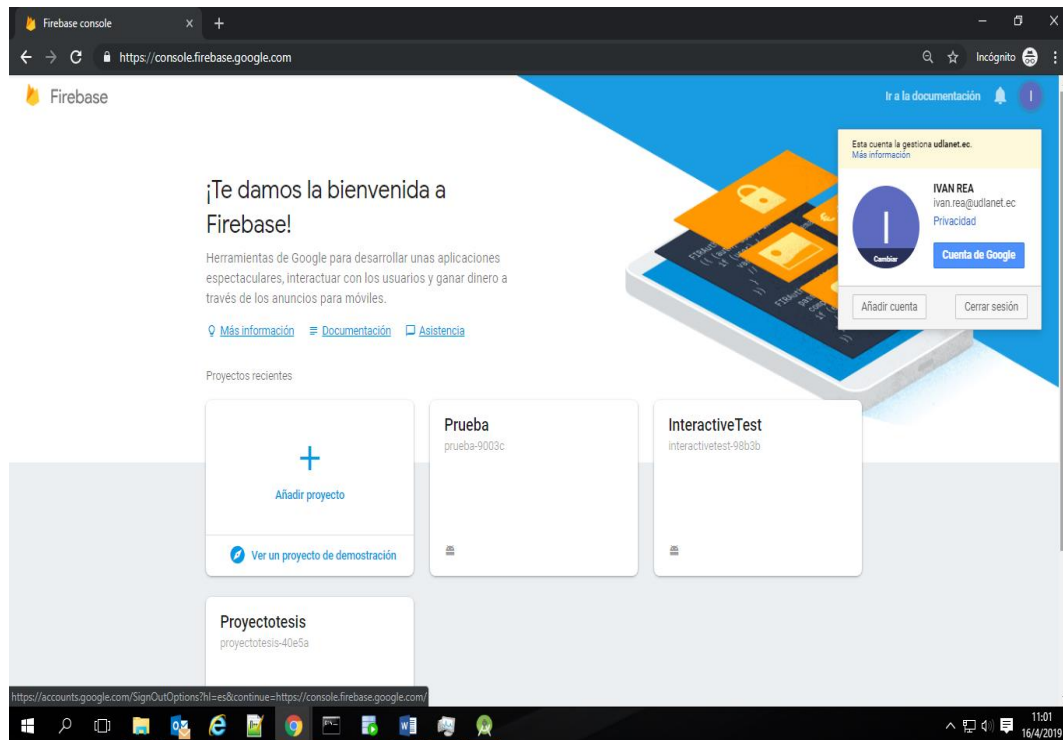 Firebase console
https://console.firebase.google.com
Incógnito
Firebase
Ir a la documentación
I
Esta cuenta la gestiona udlanet.ec.
Más información
I
Cambiar
IVAN REA
ivan.rea@udlanet.ec
Privacidad
Cuenta de Google
Añadir cuenta
Cerrar sesión
¡Te damos la bienvenida a
Firebase!
Herramientas de Google para desarrollar unas aplicaciones
espectaculares, interactuar con los usuarios y ganar dinero a
través de los anuncios para móviles.
Más información
Documentación
Asistencia
Proyectos recientes
Añadir proyecto
Ver un proyecto de demostración
Prueba
prueba-9003c
InteractiveTest
interactivetest-98b3b
Proyectotesis
proyectotesis-40e5a
https://accounts.google.com/SignOutOptions?hl=es&continue=https://console.firebase.google.com/
11:01
16/4/2019